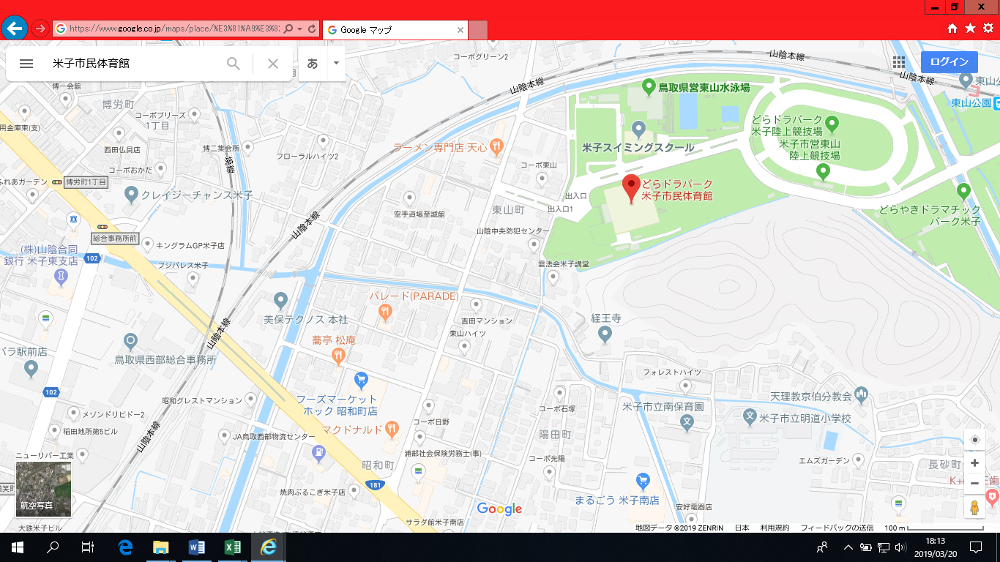 https://www.google.co.jp/maps/place/%E3%81%A9%E3%8
Google マップ
米子市民体育館
あ
ログイン
コーポグリーン2
山陰本線
山陰本線
山陰本線
東山公
東山公園
鳥取県営東山水泳場
博一会館
博労町
コーポブリーズ
1丁目
用金庫東(支)
西田仏具店
博二集会所
フローラルハイツ2
コーポおかだ
境線
ラーメン専門店 天心
米子スイミングスクール
どらドラパーク
米子陸上競技場
米子市営東山
陸上競技場
コーポ東山
ふれあガーデン
博労町1丁目
クレイジーチャンス米子
どらドラパーク
米子市民体育館
出入口
出入口1
東山町
空手道場至誠館
どらやきドラマチック
パーク米子
山陰本線
総合事務所前
キングラムGP米子店
山陰中央防犯センター
(株)山陰合同
銀行 米子東支店
102
フジパレス米子
霊法会米子講堂
パレード(PARADE)
美保テクノス 本社
吉田マンション
東山ハイツ
経王寺
山陰本線
蕎亭 松庵
パラ駅前店
鳥取県西部総合事務所
フォレストハイツ
102
昭和グレストマンション
フーズマーケット
ホック 昭和町店
コーポ石塚
米子市立南保育園
天理教京伯分教会
メゾンドリビドー2
マクドナルド
コーポ日野
米子市立明道小学校
稲田地所第5ビル
山陰本線
JA鳥取西部物流センター
陽田町
ニューリバー工業
昭和町
浦部社会保険労務士(事)
コーポ光陽
エムズガーデン
長砂町
181
焼肉ぶるこぎ米子店
K+
歯
道笑町
航空写真
Google
まるごう 米子南店
安好電器店
大鉄米子ビル
サラダ館米子南店
地図データ ©2019 ZENRIN
日本
利用規約
フィードバックの送信
100 m
18:13
2019/03/20